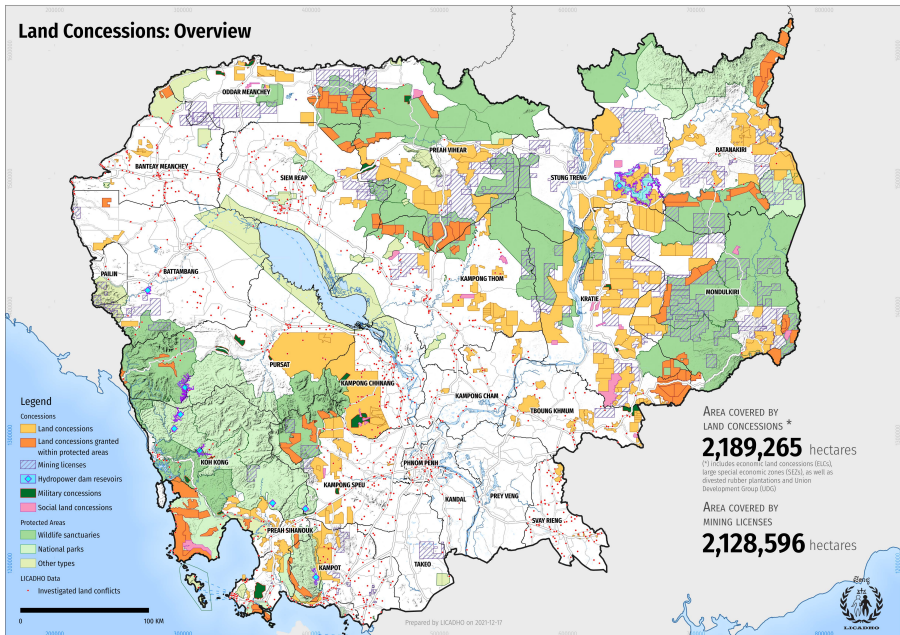 Land Concessions: Overview
ODDAR MEANCHEY
BANTEAY MEANCHEY
SIEM REAP
PREAH VIHEAR
STUNG TRENG
RATANAKIRI
PAILIN
BATTAMBANG
KAMPONG THOM
KRATIE
MONDULKIRI
PURSAT
KAMPONG CHHNANG
KAMPONG CHAM
TBOUNG KHMUM
KOH KONG
PHNOM PENH
KAMPONG SPEU
KANDAL
PREY VENG
SVAY RIENG
PREAH SIHANOUK
KAMPOT
TAKEO
Legend
Concessions
Land concessions
Land concessions granted
within protected areas
Mining licenses
Hydropower dam resevoirs
Military concessions
Social land concessions
Protected Areas
Wildlife sanctuaries
National parks
Other types
LICADHO Data
Investigated land conflicts
0 100 KM
AREA COVERED BY
LAND CONCESSIONS *
2,189,265 hectares
(*) includes economic land concessions (ELCs),
large special economic zones (SEZs), as well as
divested rubber plantations and Union
Development Group (UDG)
AREA COVERED BY
MINING LICENSES
2,128,596 hectares
Prepared by LICADHO on 2021-12-17
LICADHO